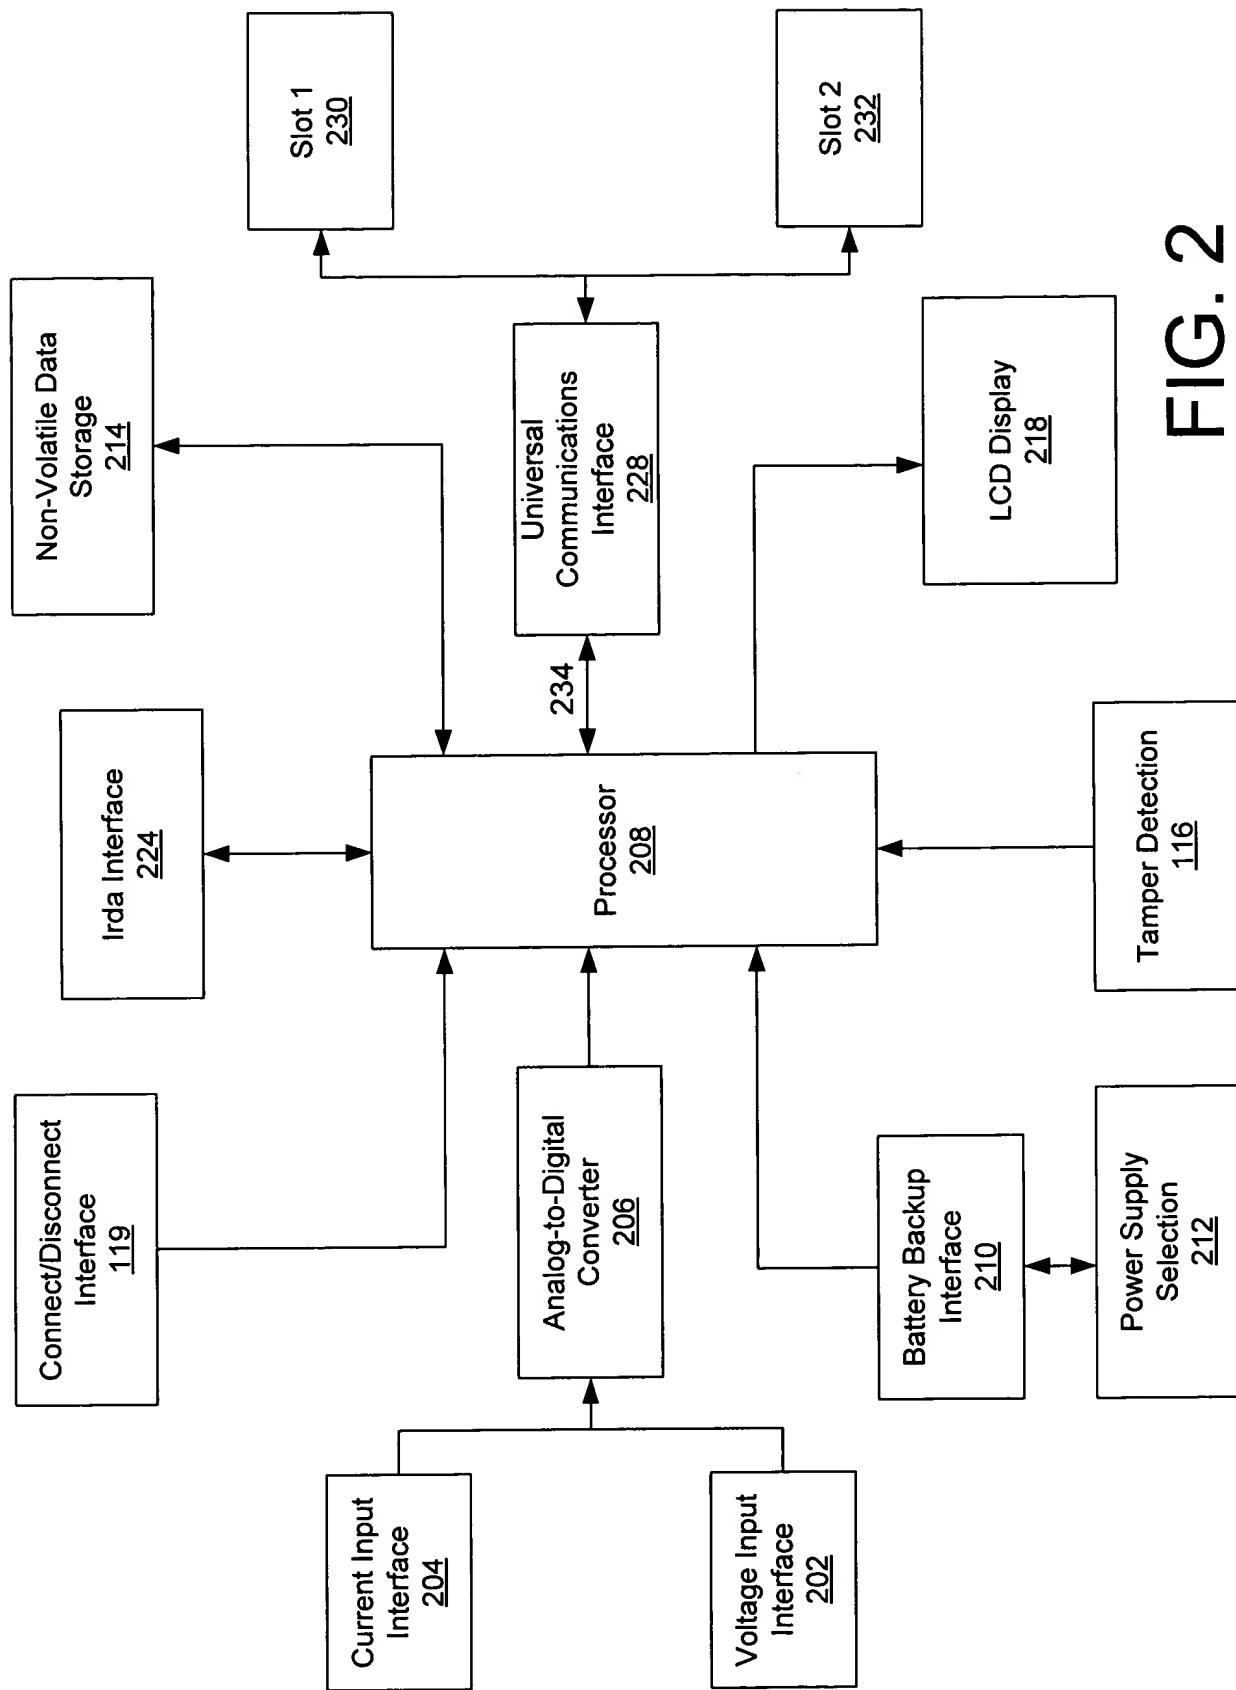 Current Input
Interface
204
Voltage Input
Interface
202
Connect/Disconnect
Interface
119
Analog-to-Digital
Converter
206
Battery Backup
Interface
210
Power Supply
Selection
212
Irda Interface
224
Processor
208
Tamper Detection
116
234
Non-Volatile Data
Storage
214
Universal
Communications
Interface
228
LCD Display
218
Slot 1
230
Slot 2
232
FIG. 2